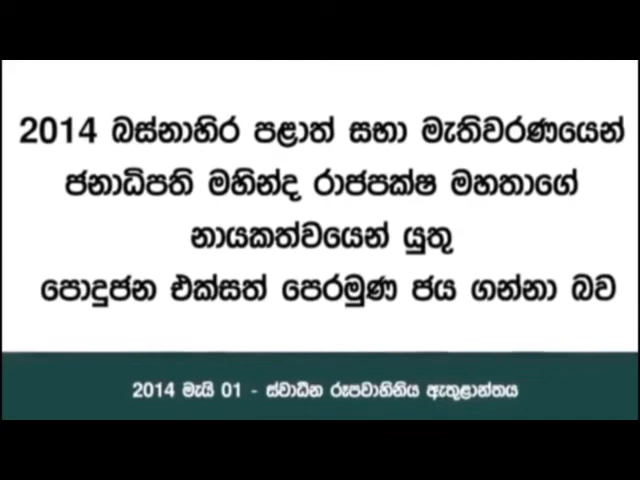 2014 බස්නාහිර පළාත් සභා මැතිවරණයෙන්
ජනාධිපති මහින්ද රාජපක්ෂ මහතාගේ
නායකත්වයෙන් යුතු
පොදුජන එක්සත් පෙරමුණ ජය ගන්නා බව
2014 මැයි 01 - ස්වාධීන රූපවාහිනිය ඇතුළාන්තය